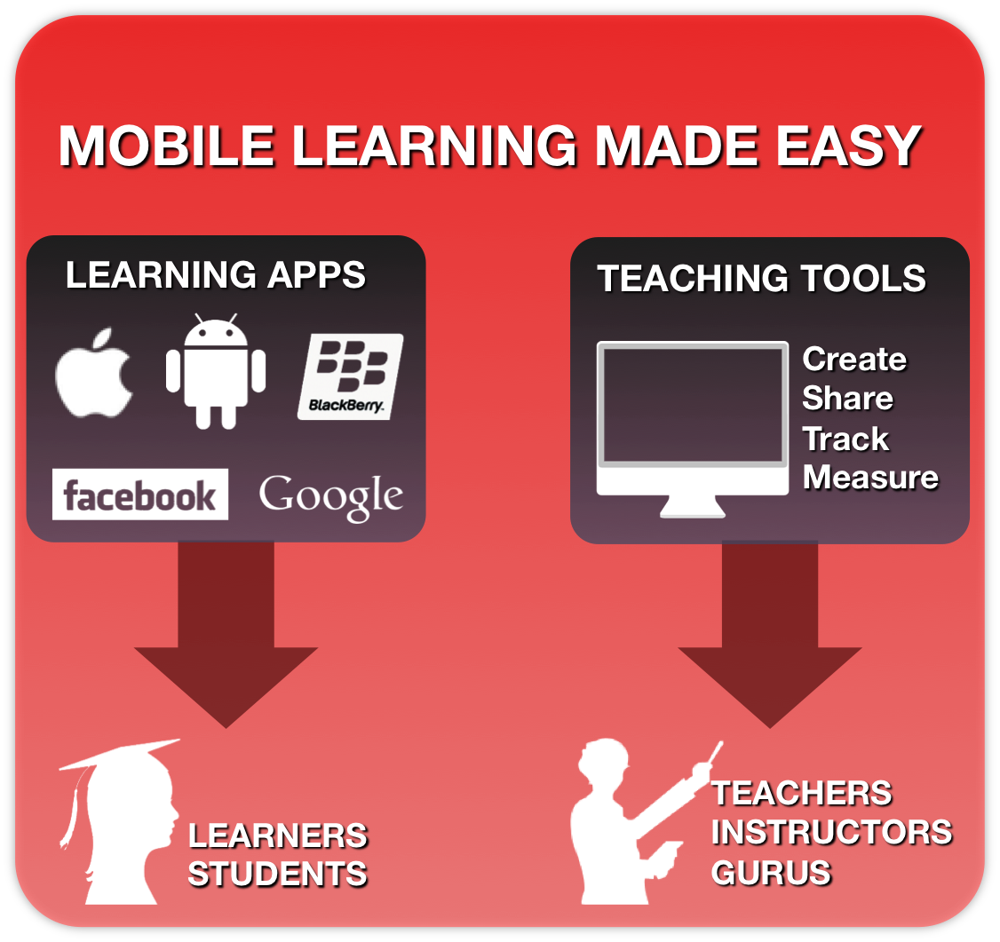 MOBILE LEARNING MADE EASY
LEARNING APPS
BlackBerry.
facebook
Google
TEACHING TOOLS
Create
Share
Track
Measure
LEARNERS
STUDENTS
TEACHERS
INSTRUCTORS
GURUS